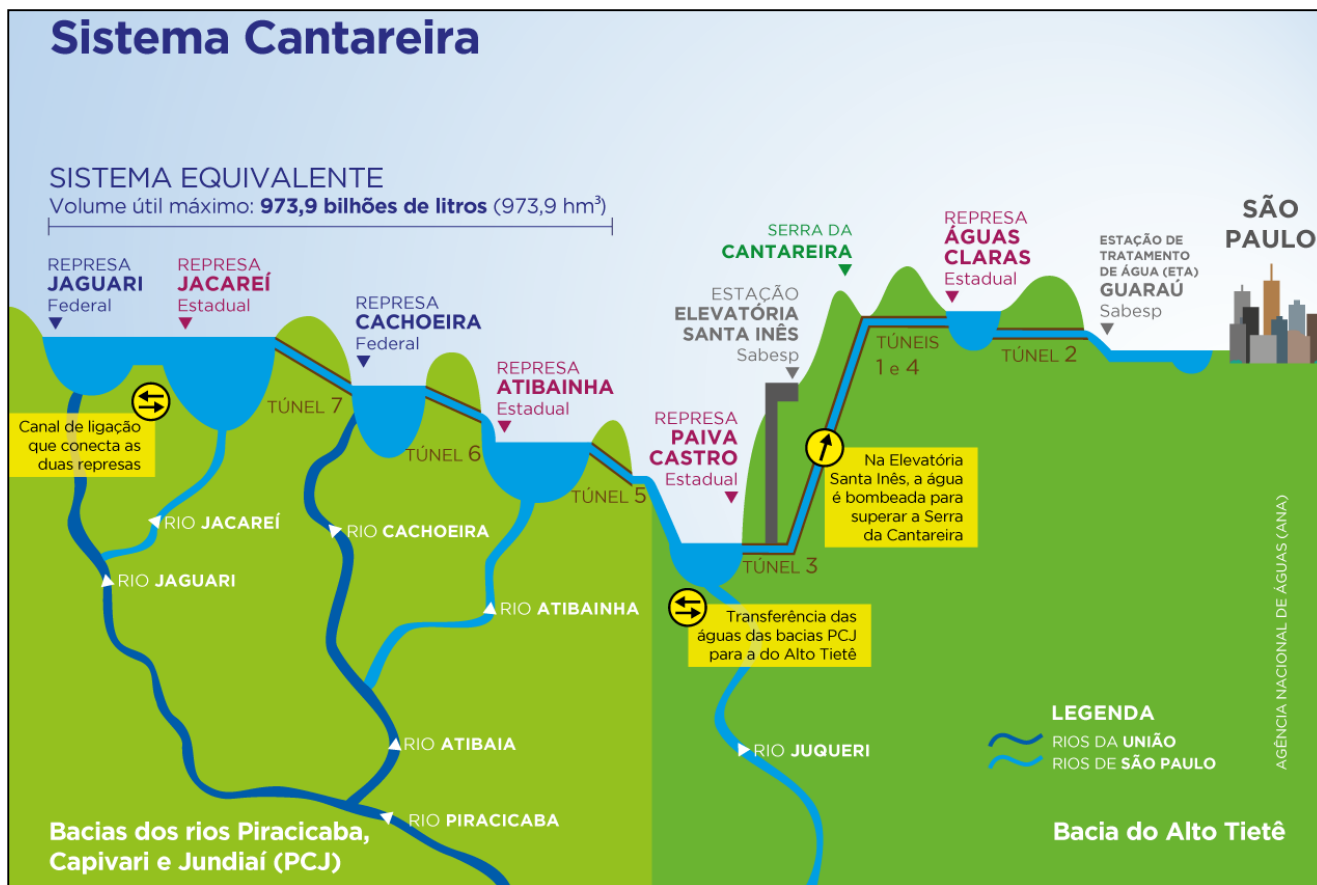 Sistema Cantareira
SISTEMA EQUIVALENTE
Volume útil máximo: 973,9 bilhões de litros (973,9 hm³)
REPRESA
JAGUARI
Federal
REPRESA
JACAREÍ
Estadual
REPRESA
CACHOEIRA
Federal
REPRESA
ATIBAINHA
Estadual
REPRESA
PAIVA
CASTRO
Estadual
ESTAÇÃO
ELEVATÓRIA
SANTA INÊS
Sabesp
SERRA DA
CANTAREIRA
REPRESA
ÁGUAS
CLARAS
Estadual
ESTAÇÃO DE
TRATAMENTO
DE ÁGUA (ETA)
GUARAÚ
Sabesp
SÃO
PAULO
TÚNEL 7
TÚNEL 6
TÚNEL 5
TÚNEL 3
TÚNEIS
1 e 4
TÚNEL 2
Canal de ligação
que conecta as
duas represas
Na Elevatória
Santa Inês, a água
é bombeada para
superar a Serra
da Cantareira
Transferência das
águas das bacias PCJ
para a do Alto Tietê
RIO JACAREÍ
RIO JAGUARI
RIO CACHOEIRA
RIO ATIBAINHA
RIO ATIBAIA
RIO PIRACICABA
RIO JUQUERI
LEGENDA
RIOS DA UNIÃO
RIOS DE SÃO PAULO
AGÊNCIA NACIONAL DE ÁGUAS (ANA)
Bacias dos rios Piracicaba,
Capivari e Jundiaí (PCJ)
Bacia do Alto Tietê